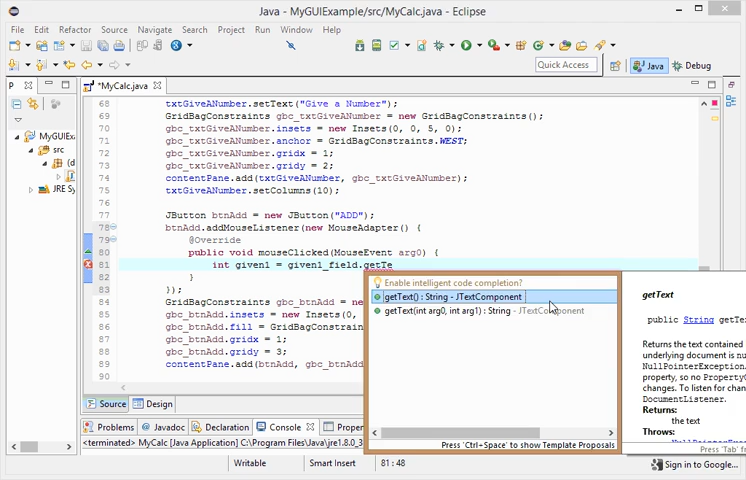 Java - MyGUIExample/src/MyCalc.java - Eclipse
File Edit Refactor Source Navigate Search Project Run Window Help
Quick Access
Java
Debug
P
*MyCalc.java
MyGUIExa
src
(d
JRE Sy
68 txtGiveANumber.setText("Give a Number");
69 GridBagConstraints gbc_txtGiveANumber = new GridBagConstraints();
70 gbc_txtGiveANumber.insets = new Insets(0, 0, 5, 0);
71 gbc_txtGiveANumber.anchor = GridBagConstraints.WEST;
72 gbc_txtGiveANumber.gridx = 1;
73 gbc_txtGiveANumber.gridy = 2;
74 contentPane.add(txtGiveANumber, gbc_txtGiveANumber);
75 txtGiveANumber.setColumns(10);
76
77 JButton btnAdd = new JButton("ADD");
78 btnAdd.addMouseListener(new MouseAdapter() {
79 @Override
80 public void mouseClicked(MouseEvent arg0) {
81 int given1 = given1_field.getTe
82 }
83 });
84 GridBagConstraints gbc_btnAdd =
85 gbc_btnAdd.insets = new Insets(
86 gbc_btnAdd.fill = GridBagConstr
87 gbc_btnAdd.gridx = 1;
88 gbc_btnAdd.gridy = 3;
89 contentPane.add(btnAdd, gbc_btn
90
Enable intelligent code completion?
getText() : String - JTextComponent
getText(int arg0, int arg1) : String - JTextComponent
Press 'Ctrl+Space' to show Template Proposals
getText
public String getTe
Returns the text contained
underlying document is nu
NullPointerException.
property, so no PropertyC
To listen for chan
DocumentListener.
Returns:
the text
Throws:
NullPointerException
Press 'Tab' fr
Source
Design
Problems
Javadoc
Declaration
Console
Proper
<terminated> MyCalc [Java Application] C:\Program Files\Java\jre1.8.0_3
Writable
Smart Insert
81 : 48
Sign in to Google...